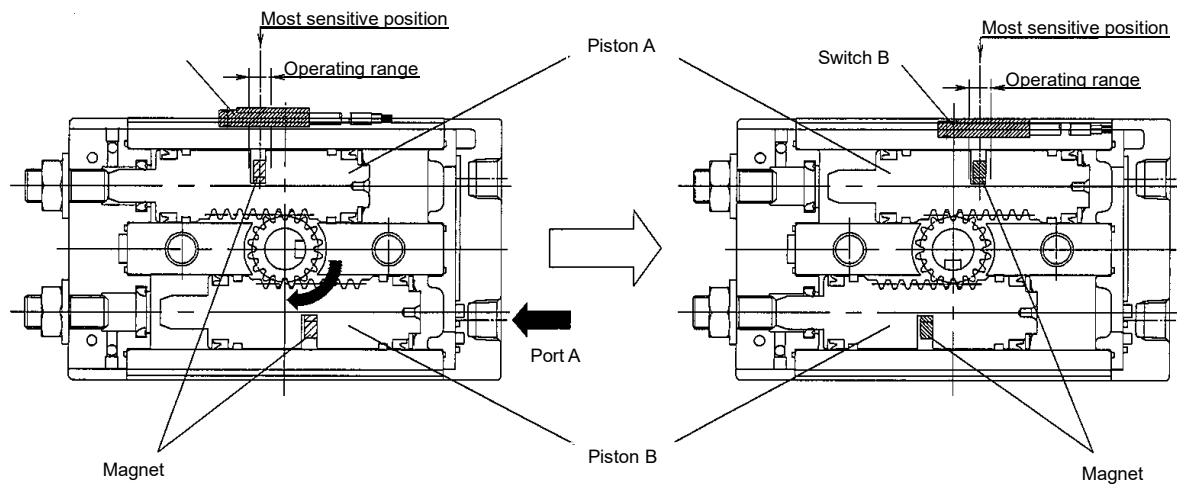 Most sensitive position
Operating range
Piston A
Switch B
Most sensitive position
Operating range
Port A
Piston B
Magnet
Magnet